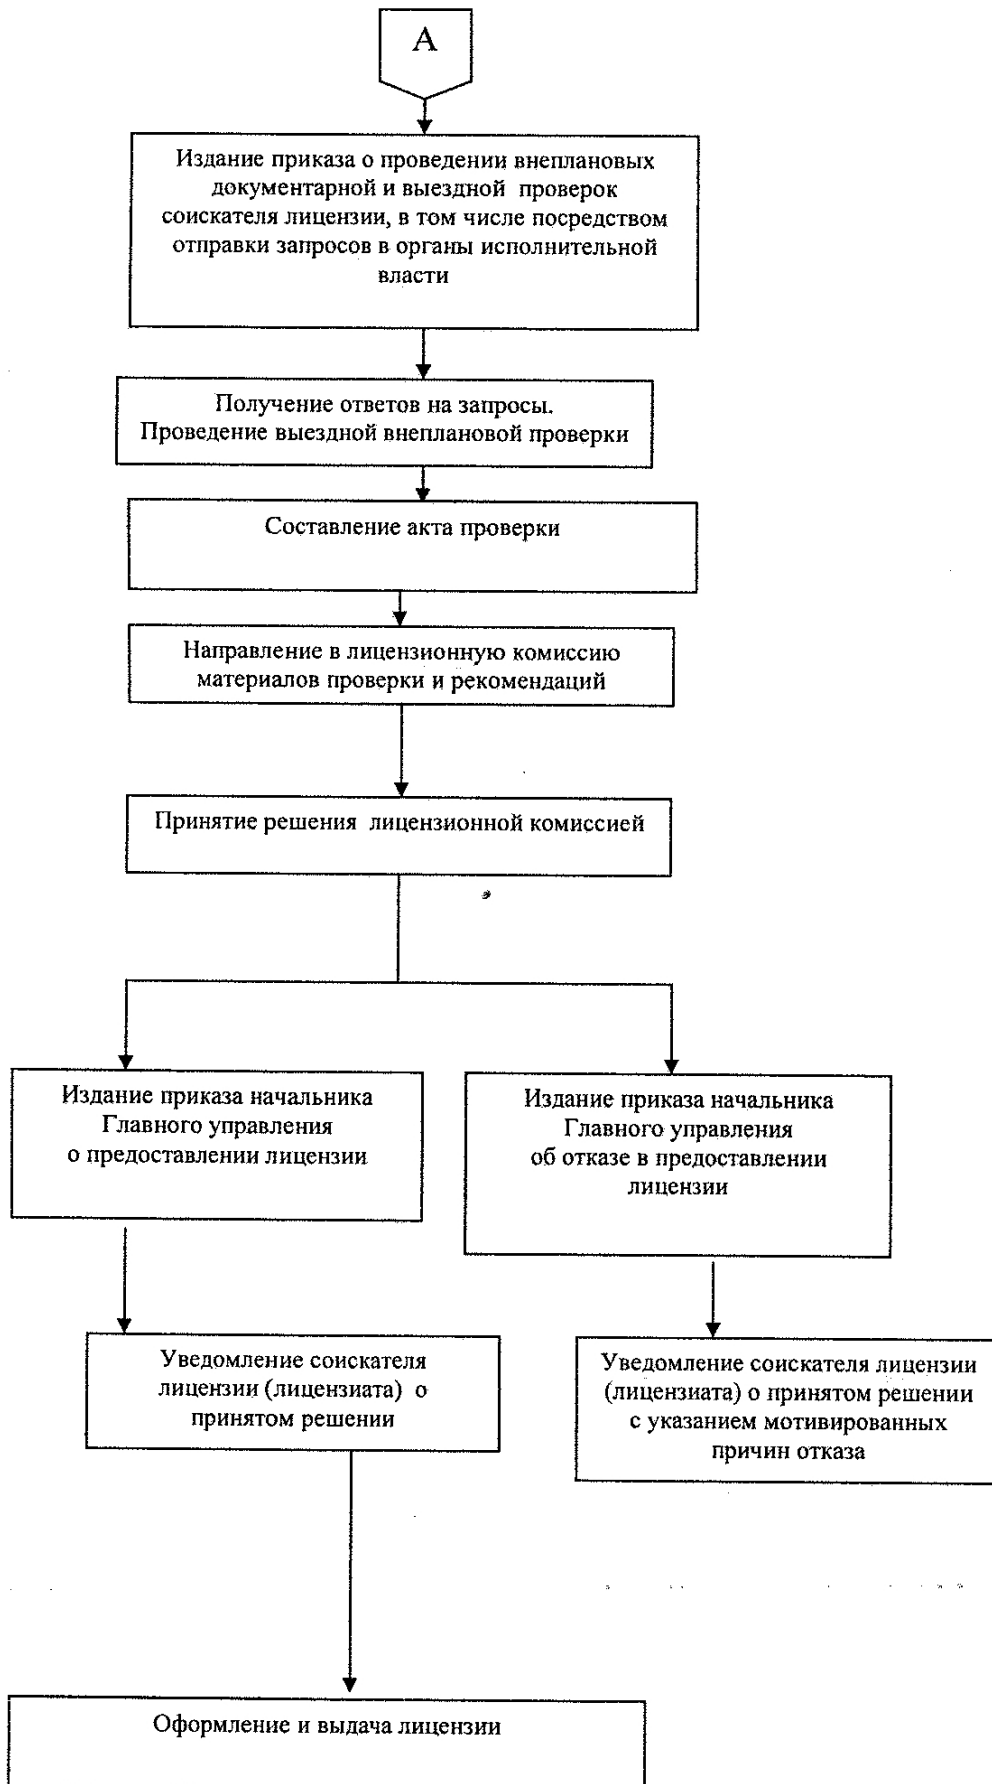 А
Издание приказа о проведении внеплановых
документарной и выездной проверок
соискателя лицензии, в том числе посредством
отправки запросов в органы исполнительной
власти
Получение ответов на запросы.
Проведение выездной внеплановой проверки
Составление акта проверки
Направление в лицензионную комиссию
материалов проверки и рекомендаций
Принятие решения лицензионной комиссией
Издание приказа начальника
Главного управления
о предоставлении лицензии
Издание приказа начальника
Главного управления
об отказе в предоставлении
лицензии
Уведомление соискателя
лицензии (лицензиата) о
принятом решении
Уведомление соискателя лицензии
(лицензиата) о принятом решении
с указанием мотивированных
причин отказа
Оформление и выдача лицензии